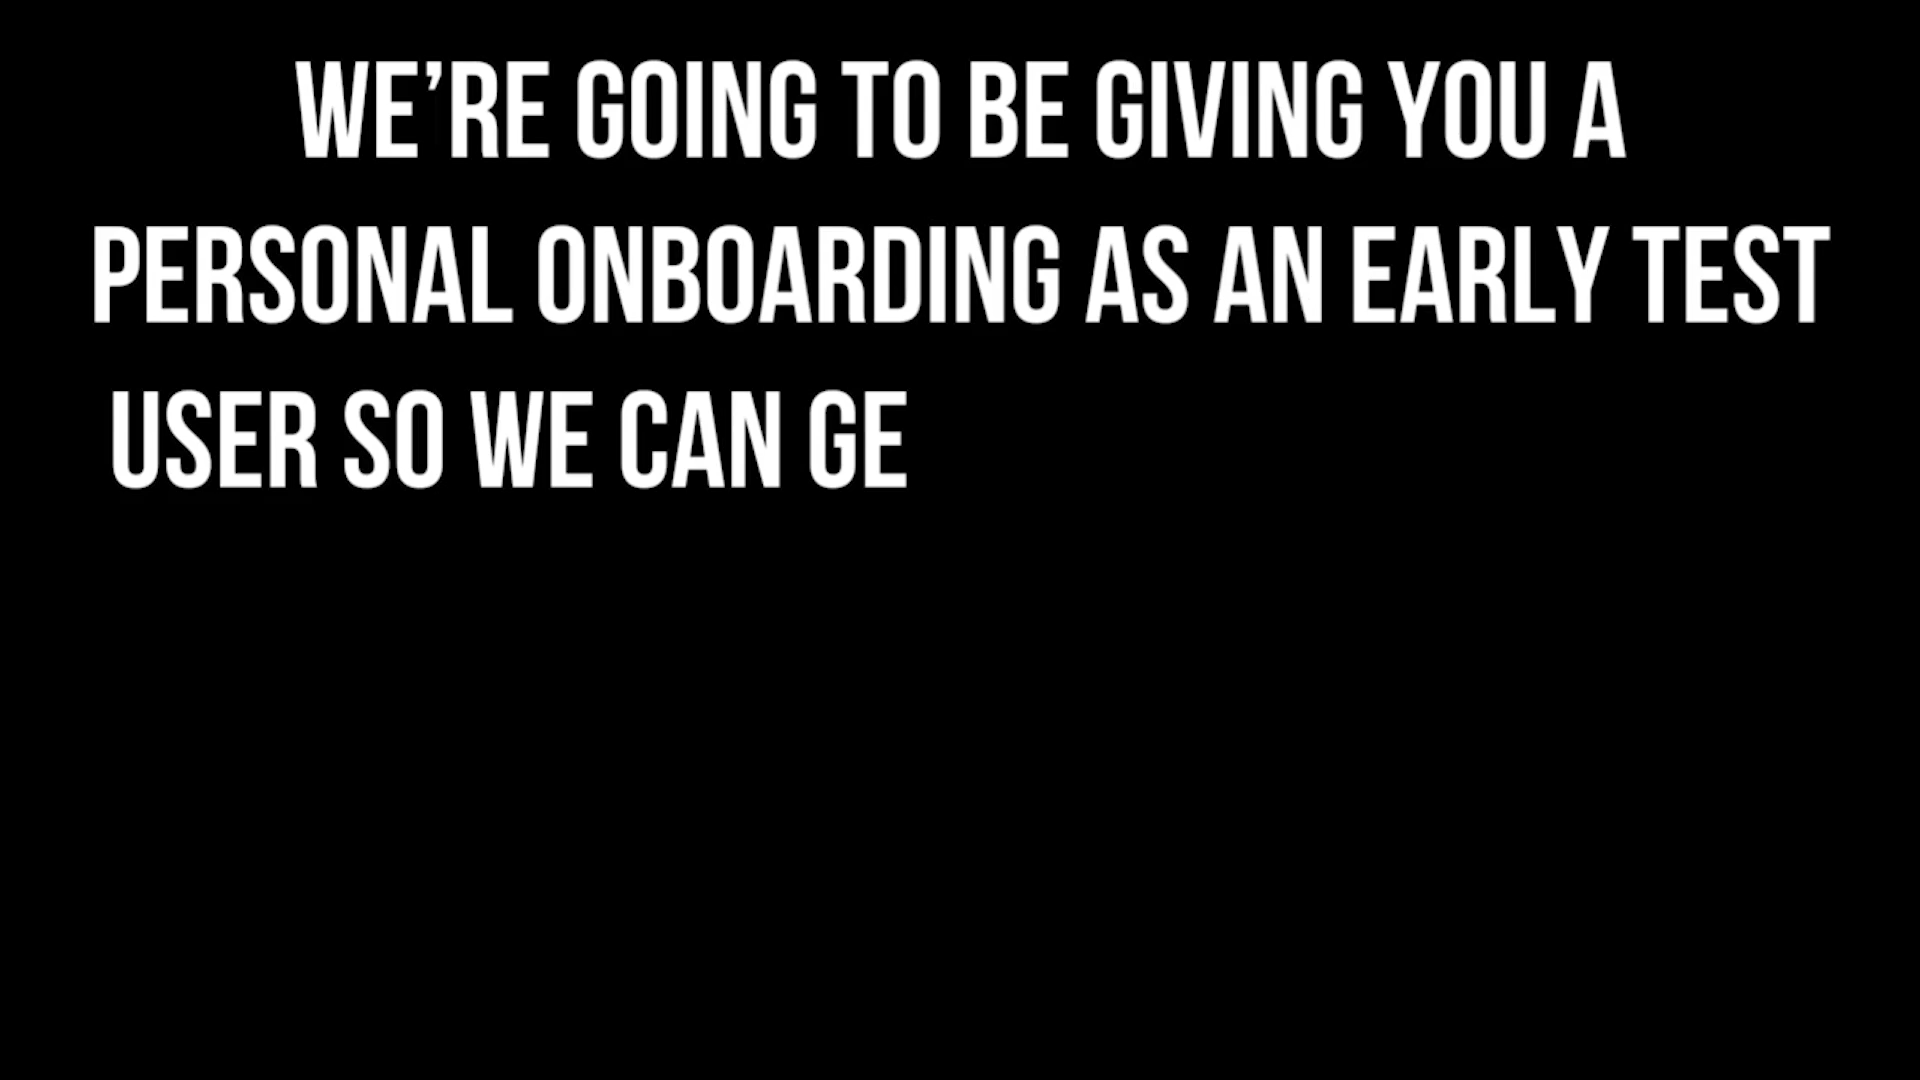 WE’RE GOING TO BE GIVING YOU A
PERSONAL ONBOARDING AS AN EARLY TEST
USER SO WE CAN GE